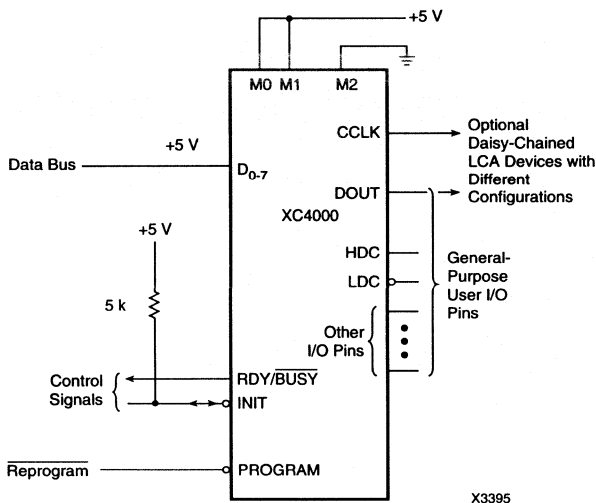 +5 V
M0 M1 M2
CCLK
Optional
Daisy-Chained
LCA Devices with
Different
Configurations
+5 V
Data Bus
D0-7
DOUT
XC4000
+5 V
HDC
LDC
General-
Purpose
User I/O
Pins
5 k
Other
I/O Pins
Control
Signals
RDY/BUSY
INIT
Reprogram
PROGRAM
X3395